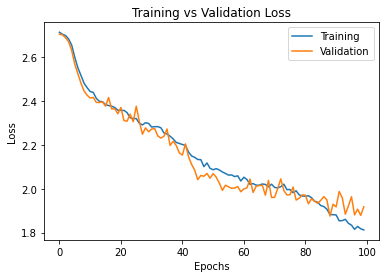 Training vs Validation Loss
Training
Validation
2.6
2.4
2.2
2.0
1.8
Loss
0
20
40
60
80
100
Epochs